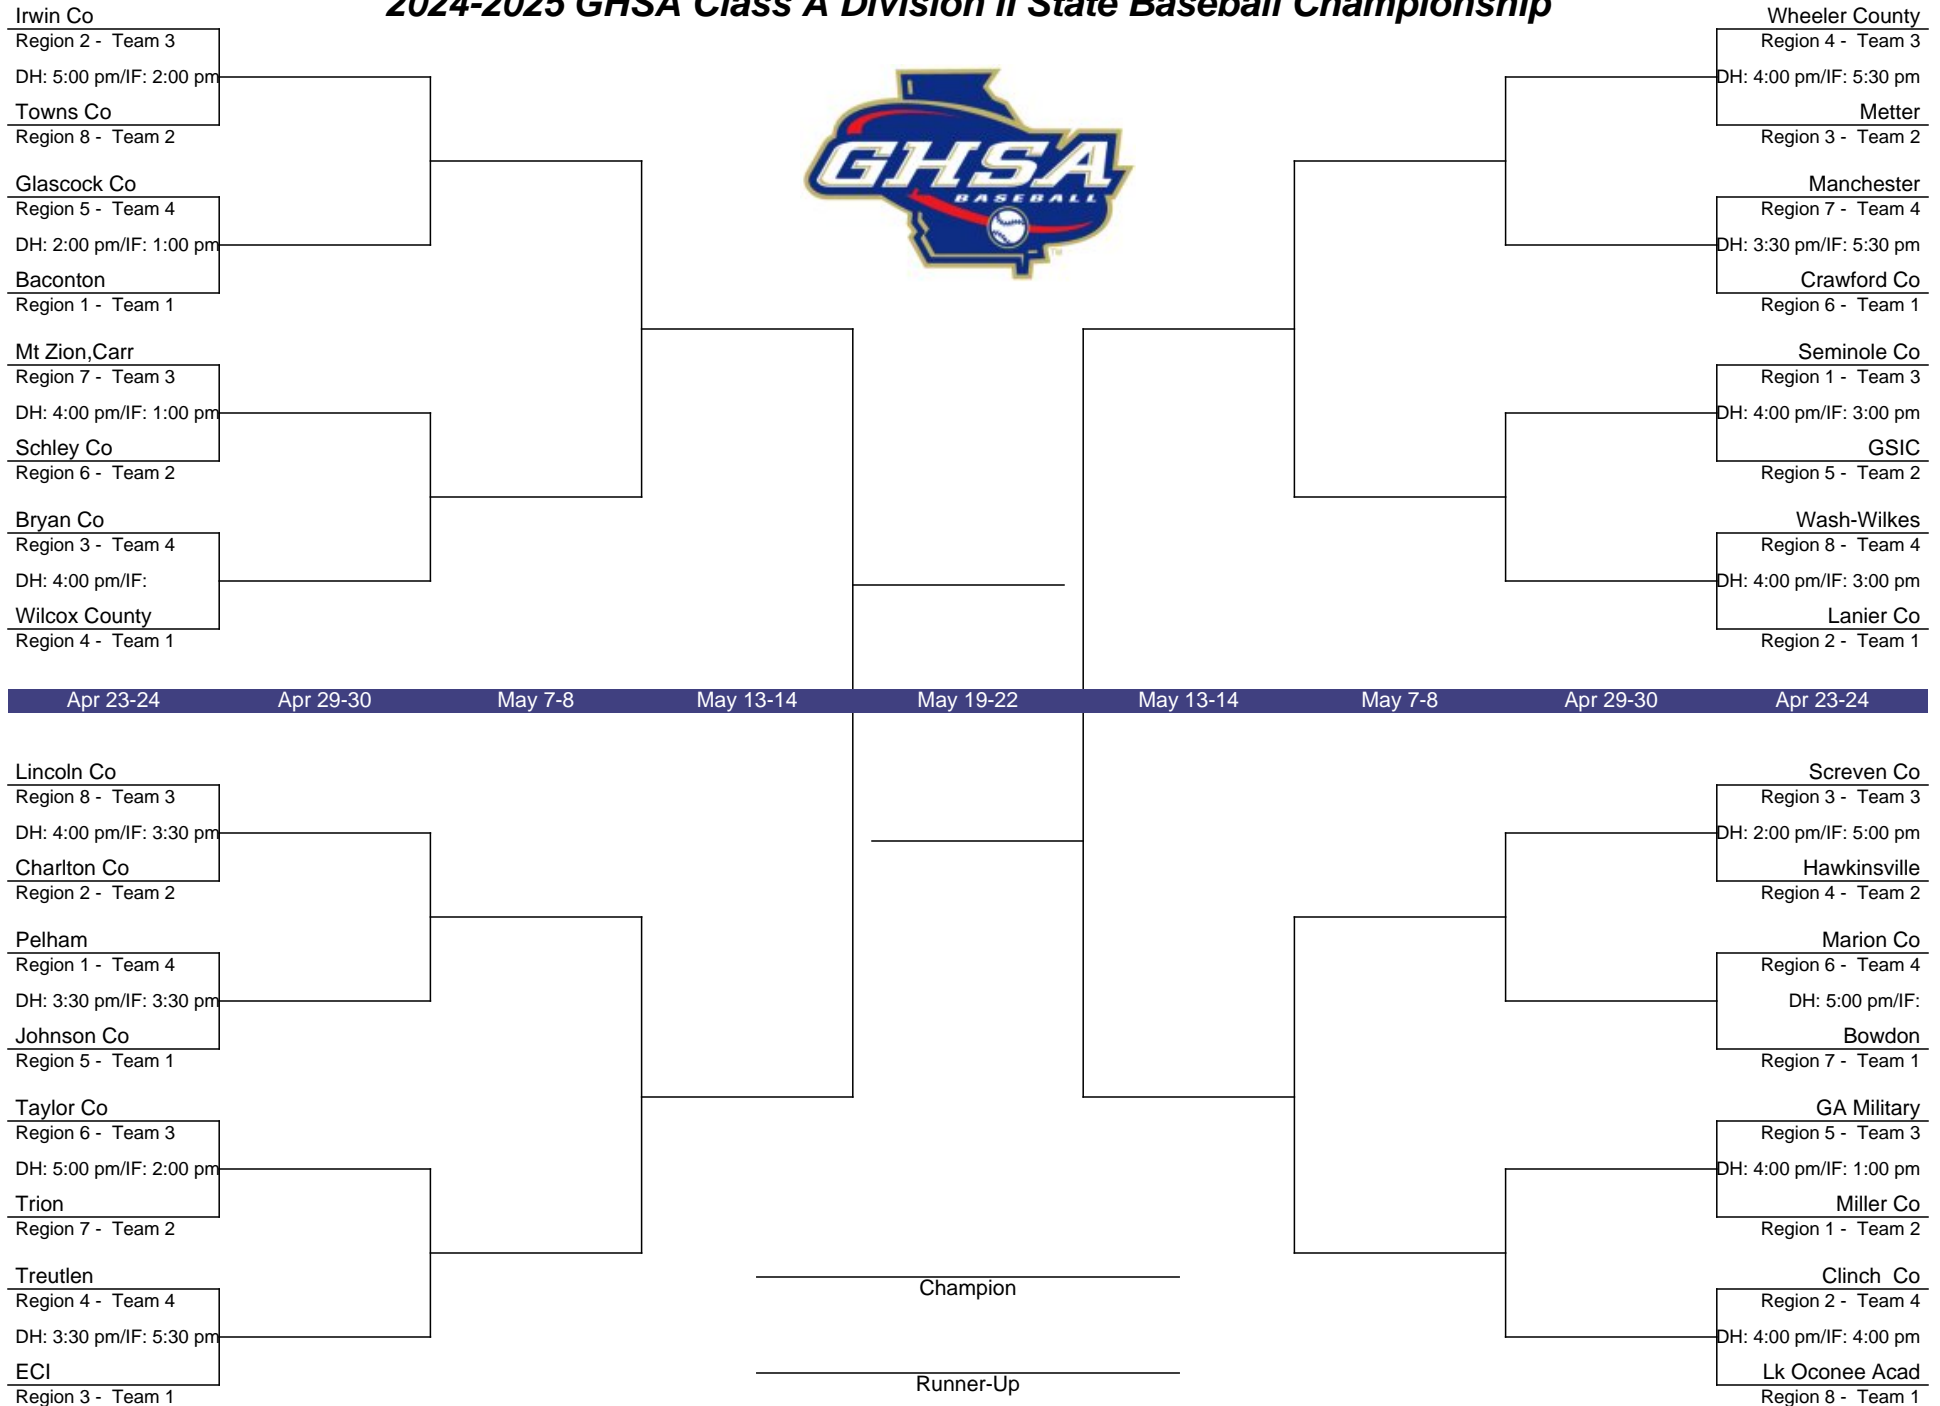 2024-2025 GHSA Class A Division II State Baseball Championship
Irwin Co
Region 2 - Team 3
DH: 5:00 pm/IF: 2:00 pm
Towns Co
Region 8 - Team 2
Glascock Co
Region 5 - Team 4
DH: 2:00 pm/IF: 1:00 pm
Baconton
Region 1 - Team 1
Mt Zion,Carr
Region 7 - Team 3
DH: 4:00 pm/IF: 1:00 pm
Schley Co
Region 6 - Team 2
Bryan Co
Region 3 - Team 4
DH: 4:00 pm/IF:
Wilcox County
Region 4 - Team 1
GHSA
BASEBALL
TM
Wheeler County
Region 4 - Team 3
DH: 4:00 pm/IF: 5:30 pm
Metter
Region 3 - Team 2
Manchester
Region 7 - Team 4
DH: 3:30 pm/IF: 5:30 pm
Crawford Co
Region 6 - Team 1
Seminole Co
Region 1 - Team 3
DH: 4:00 pm/IF: 3:00 pm
GSIC
Region 5 - Team 2
Wash-Wilkes
Region 8 - Team 4
DH: 4:00 pm/IF: 3:00 pm
Lanier Co
Region 2 - Team 1
Apr 23-24 Apr 29-30 May 7-8 May 13-14 May 19-22 May 13-14 May 7-8 Apr 29-30 Apr 23-24
Lincoln Co
Region 8 - Team 3
DH: 4:00 pm/IF: 3:30 pm
Charlton Co
Region 2 - Team 2
Pelham
Region 1 - Team 4
DH: 3:30 pm/IF: 3:30 pm
Johnson Co
Region 5 - Team 1
Taylor Co
Region 6 - Team 3
DH: 5:00 pm/IF: 2:00 pm
Trion
Region 7 - Team 2
Treutlen
Region 4 - Team 4
DH: 3:30 pm/IF: 5:30 pm
ECI
Region 3 - Team 1
Champion
Runner-Up
Screven Co
Region 3 - Team 3
DH: 2:00 pm/IF: 5:00 pm
Hawkinsville
Region 4 - Team 2
Marion Co
Region 6 - Team 4
DH: 5:00 pm/IF:
Bowdon
Region 7 - Team 1
GA Military
Region 5 - Team 3
DH: 4:00 pm/IF: 1:00 pm
Miller Co
Region 1 - Team 2
Clinch Co
Region 2 - Team 4
DH: 4:00 pm/IF: 4:00 pm
Lk Oconee Acad
Region 8 - Team 1